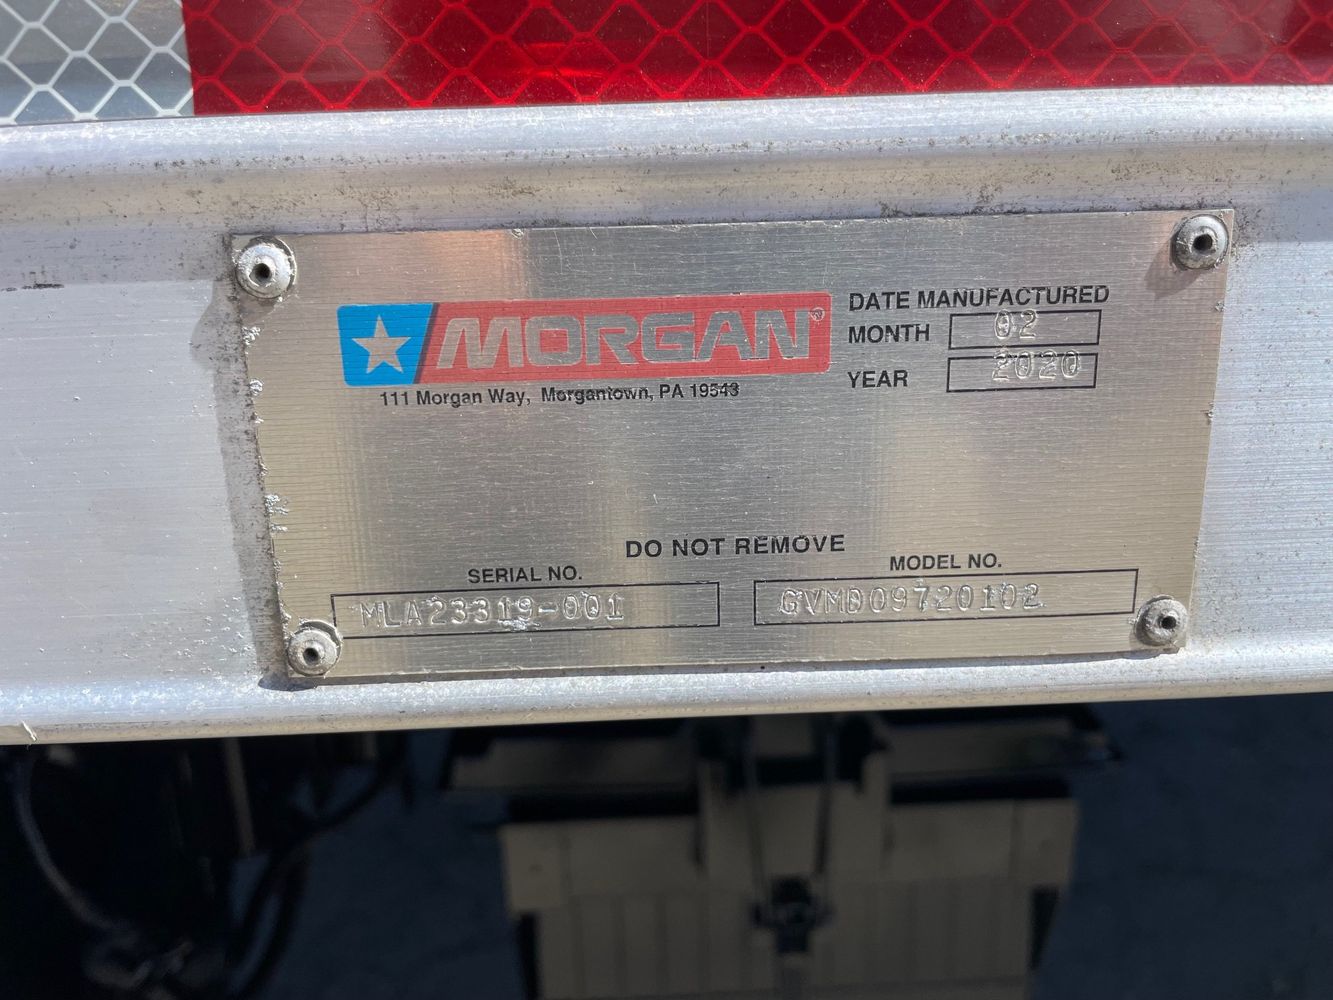 MORGAN®
111 Morgan Way, Morgantown, PA 19543
DATE MANUFACTURED
MONTH 02
YEAR 2020
DO NOT REMOVE
SERIAL NO.
MLA23319-001
MODEL NO.
GVMD09720102